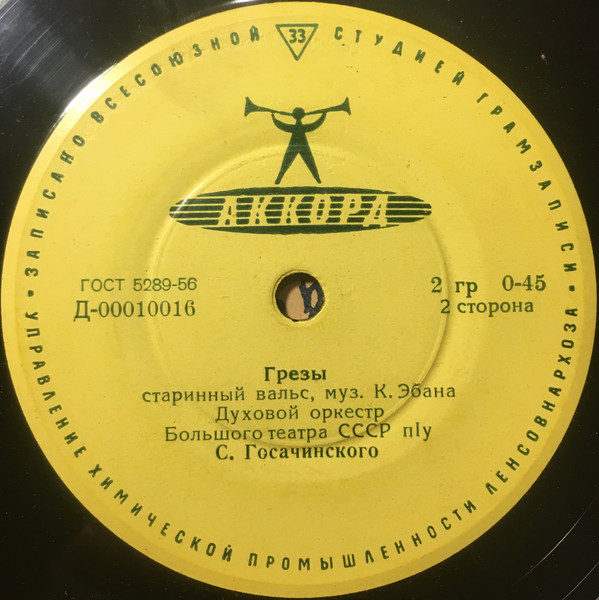 ЗАПИСАНО ВСЕСОЮЗНОЙ
33
СТУДИЕЙ ГРАМЗАПИСИ
АККОРД
ГОСТ 5289-56
Д-00010016
2 гр 0-45
2 сторона
Грезы
старинный вальс, муз. К. Эбана
Духовой оркестр
Большого театра СССР п/у
С. Госачинского
• УПРАВЛЕНИЕ ХИМИЧЕСКОЙ ПРОМЫШЛЕННОСТИ ЛЕНСОВНАРХОЗА •